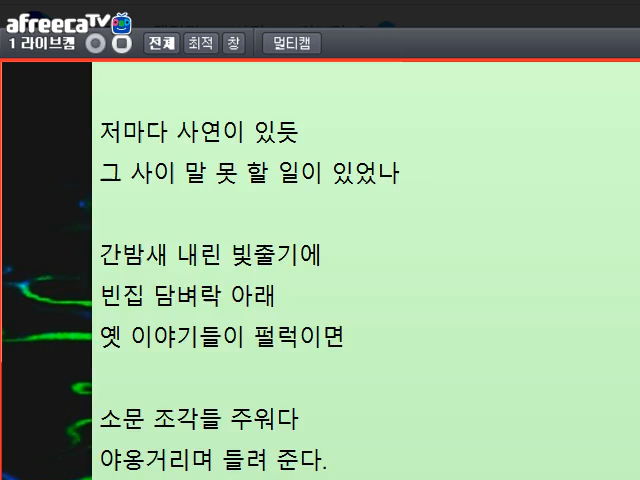 afreecaTV
1 라이브캠 전체 최적 창 멀티캠
저마다 사연이 있듯
그 사이 말 못 할 일이 있었나
간밤새 내린 빛줄기에
빈집 담벼락 아래
옛 이야기들이 펄럭이면
소문 조각들 주워다
야옹거리며 들려 준다.